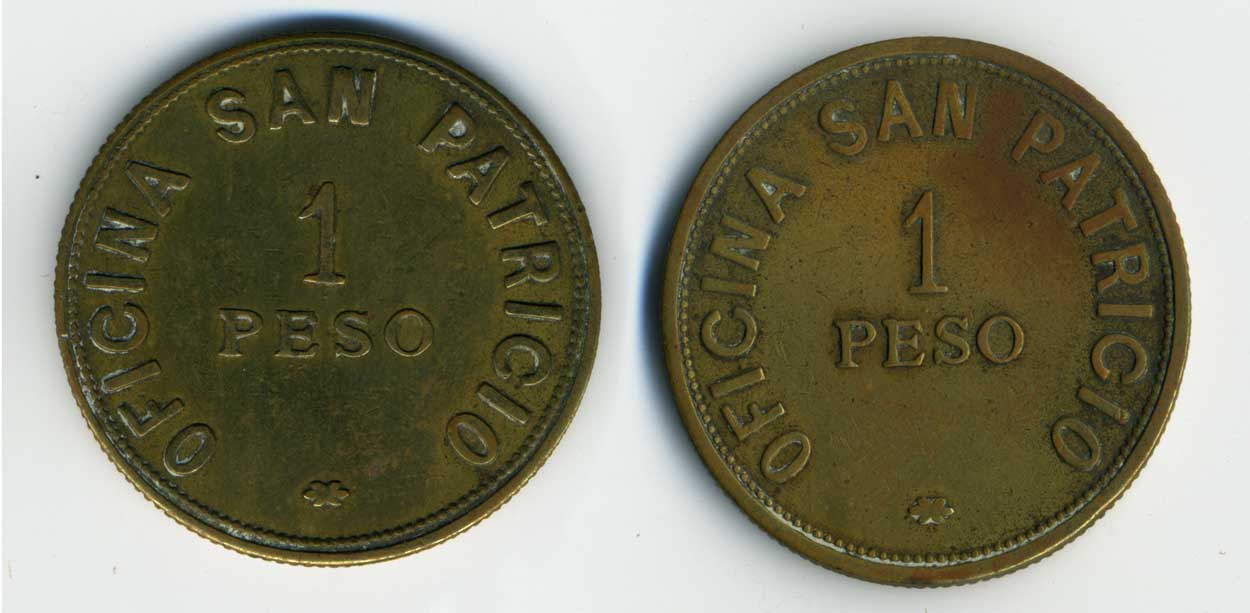 OFICINA SAN PATRICIO
1
PESO
OFICINA SAN PATRICIO
1
PESO